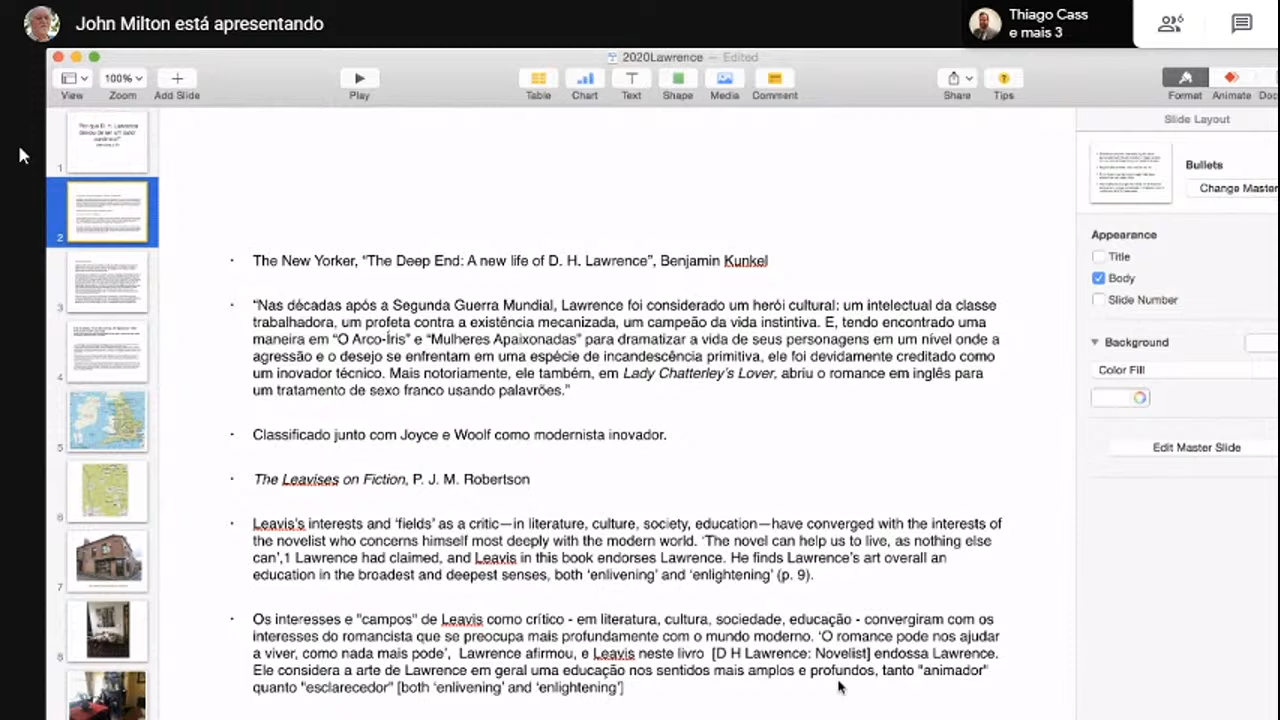 John Milton está apresentando
Thiago Cass
e mais 3
6
2020Lawrence — Edited
100%
View
Zoom
Add Slide
Play
Table
Chart
Text
Shape
Media
Comment
Share
Tips
Format
Animate
Slide Layout
Bullets
Change Master
Appearance
Title
Body
Slide Number
Background
Color Fill
Edit Master Slide
1
2
3
4
5
6
7
8
· The New Yorker, “The Deep End: A new life of D. H. Lawrence”, Benjamin Kunkel
· “Nas décadas após a Segunda Guerra Mundial, Lawrence foi considerado um herói cultural: um intelectual da classe
trabalhadora, um profeta contra a existência mecanizada, um campeão da vida instintiva. E, tendo encontrado uma
maneira em “O Arco-Íris” e “Mulheres Apaixonadas” para dramatizar a vida de seus personagens em um nível onde a
agressão e o desejo se enfrentam em uma espécie de incandescência primitiva, ele foi devidamente creditado como
um inovador técnico. Mais notoriamente, ele também, em Lady Chatterley’s Lover, abriu o romance em inglês para
um tratamento de sexo franco usando palavrões.”
· Classificado junto com Joyce e Woolf como modernista inovador.
· The Leavises on Fiction, P. J. M. Robertson
· Leavis’s interests and ‘fields’ as a critic—in literature, culture, society, education—have converged with the interests of
the novelist who concerns himself most deeply with the modern world. ‘The novel can help us to live, as nothing else
can’,1 Lawrence had claimed, and Leavis in this book endorses Lawrence. He finds Lawrence’s art overall an
education in the broadest and deepest senses, both ‘enlivening’ and ‘enlightening’ (p. 9).
· Os interesses e "campos" de Leavis como crítico - em literatura, cultura, sociedade, educação - convergiram com os
interesses do romancista que se preocupa mais profundamente com o mundo moderno. ‘O romance pode nos ajudar
a viver, como nada mais pode’, Lawrence afirmou, e Leavis neste livro [D H Lawrence: Novelist] endossa Lawrence.
Ele considera a arte de Lawrence em geral uma educação nos sentidos mais amplos e profundos, tanto "animador"
quanto "esclarecedor" [both ‘enlivening’ and ‘enlightening’]